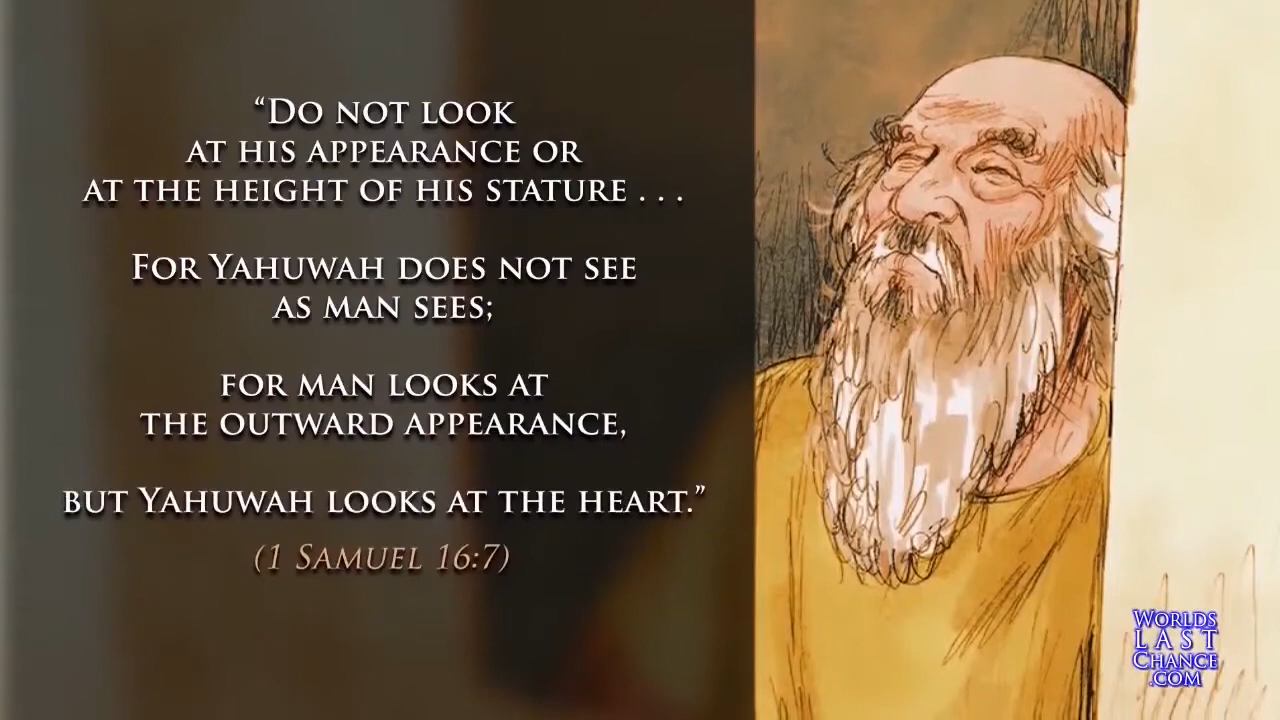 “Do not look
at his appearance or
at the height of his stature . . .
For Yahuwah does not see
as man sees;
for man looks at
the outward appearance,
but Yahuwah looks at the heart.”
(1 Samuel 16:7)
Worlds
Last
Chance
.com